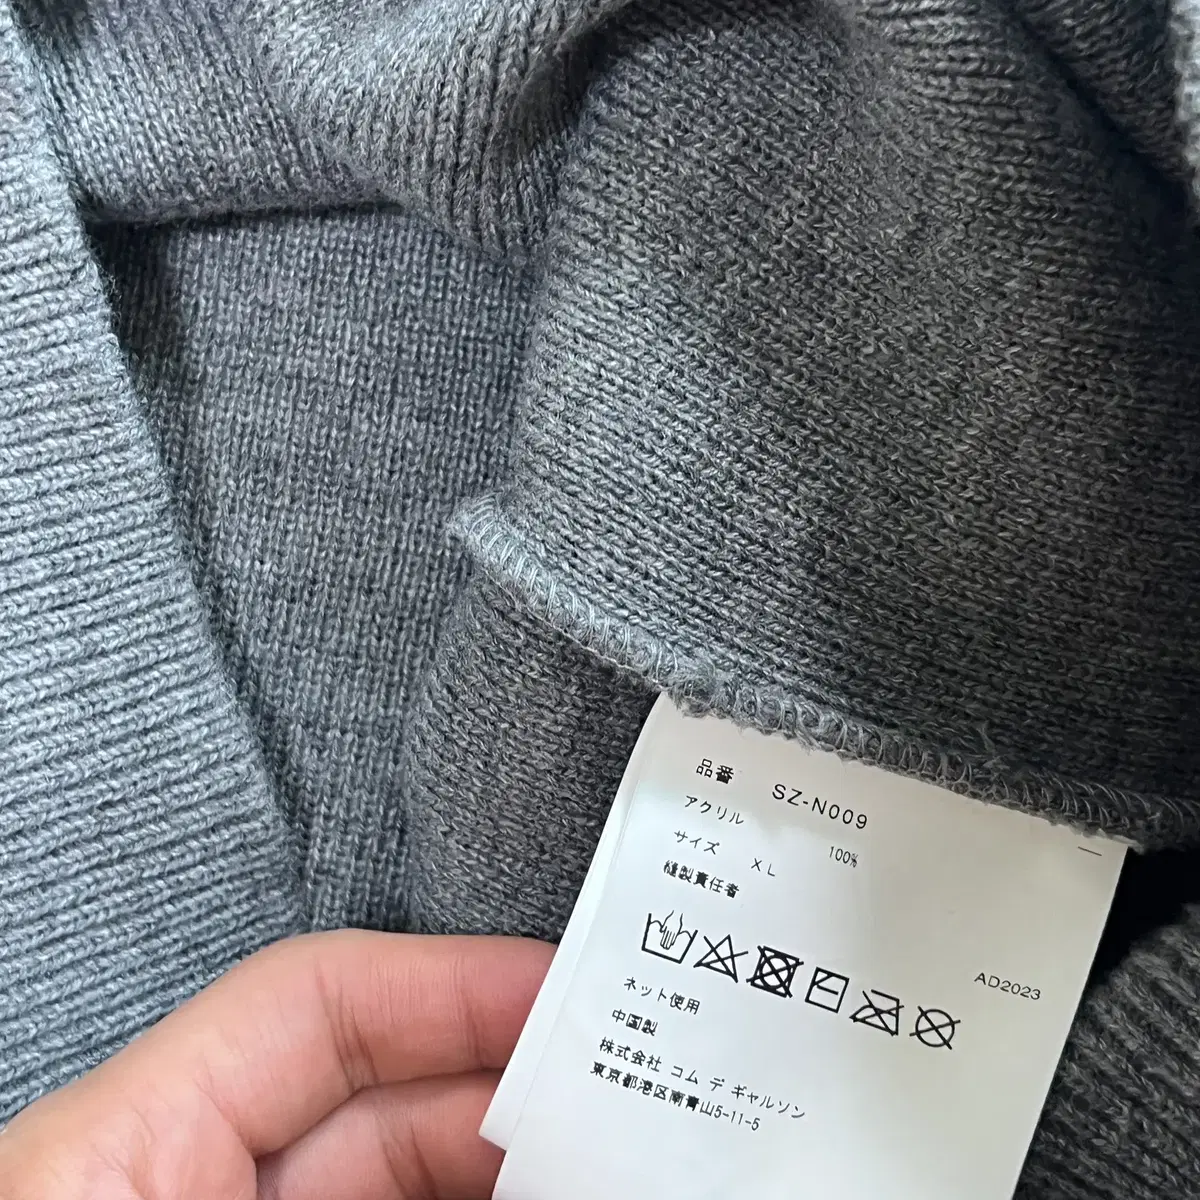 品番 SZ-N009
アクリル 100%
サイズ XL
縫製責任者 —
AD2023
ネット使用
中国製
株式会社 コム デ ギャルソン
東京都港区南青山5-11-5